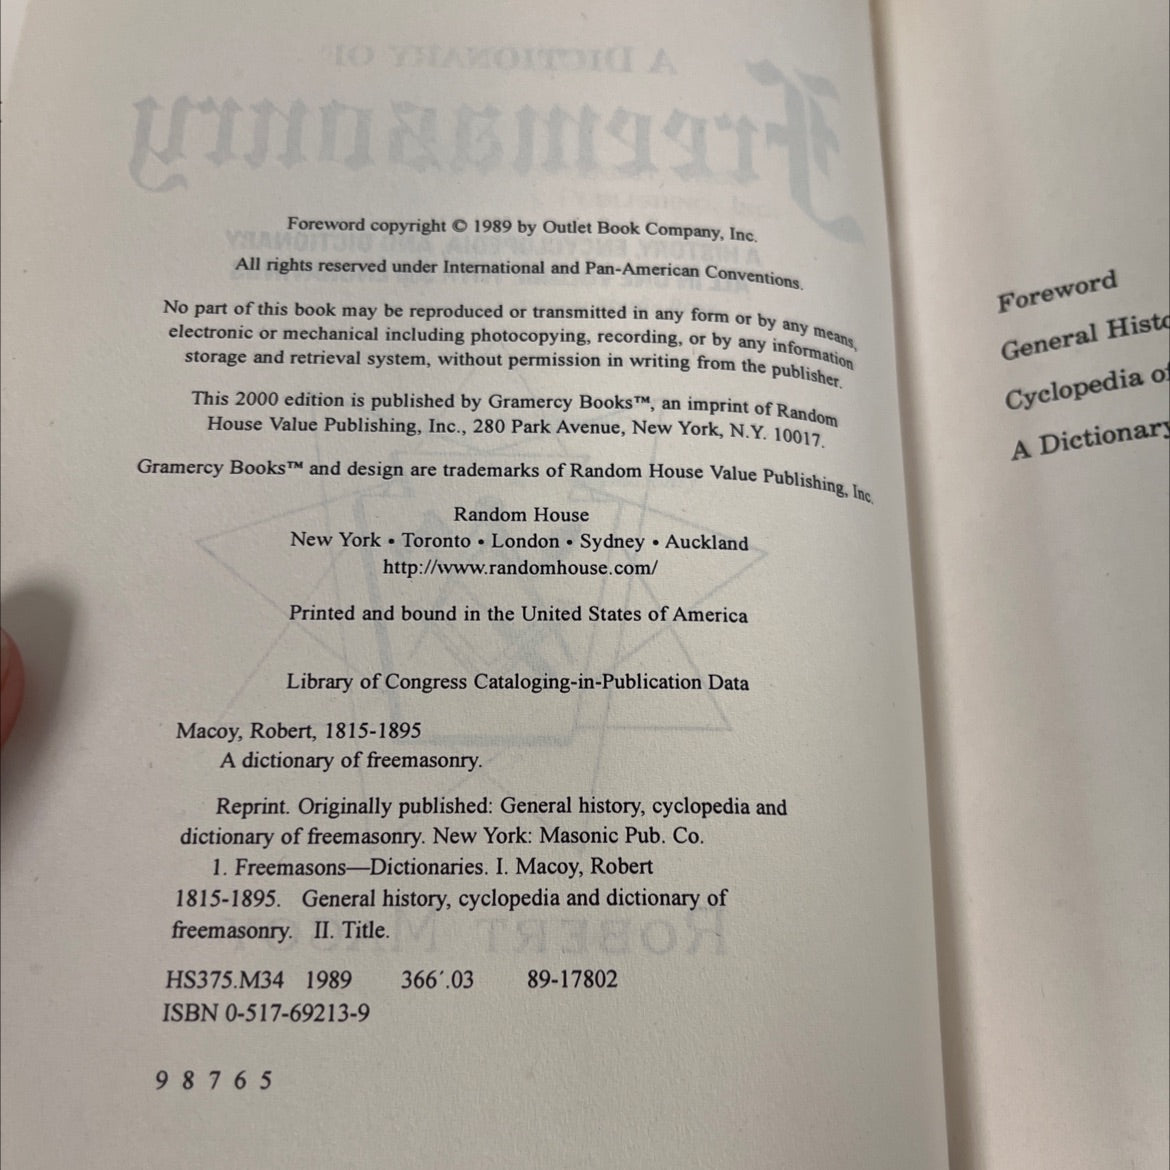 Foreword copyright © 1989 by Outlet Book Company, Inc.
All rights reserved under International and Pan-American Conventions.
No part of this book may be reproduced or transmitted in any form or by any means,
electronic or mechanical including photocopying, recording, or by any information
storage and retrieval system, without permission in writing from the publisher.
This 2000 edition is published by Gramercy Books™, an imprint of Random
House Value Publishing, Inc., 280 Park Avenue, New York, N.Y. 10017.
Gramercy Books™ and design are trademarks of Random House Value Publishing, Inc.
Random House
New York • Toronto • London • Sydney • Auckland
http://www.randomhouse.com/
Printed and bound in the United States of America
Library of Congress Cataloging-in-Publication Data
Macoy, Robert, 1815-1895
A dictionary of freemasonry.
Reprint. Originally published: General history, cyclopedia and
dictionary of freemasonry. New York: Masonic Pub. Co.
1. Freemasons—Dictionaries. I. Macoy, Robert
1815-1895. General history, cyclopedia and dictionary of
freemasonry. II. Title.
HS375.M34 1989 366´.03 89-17802
ISBN 0-517-69213-9
9 8 7 6 5
Foreword
General Histo
Cyclopedia of
A Dictionary